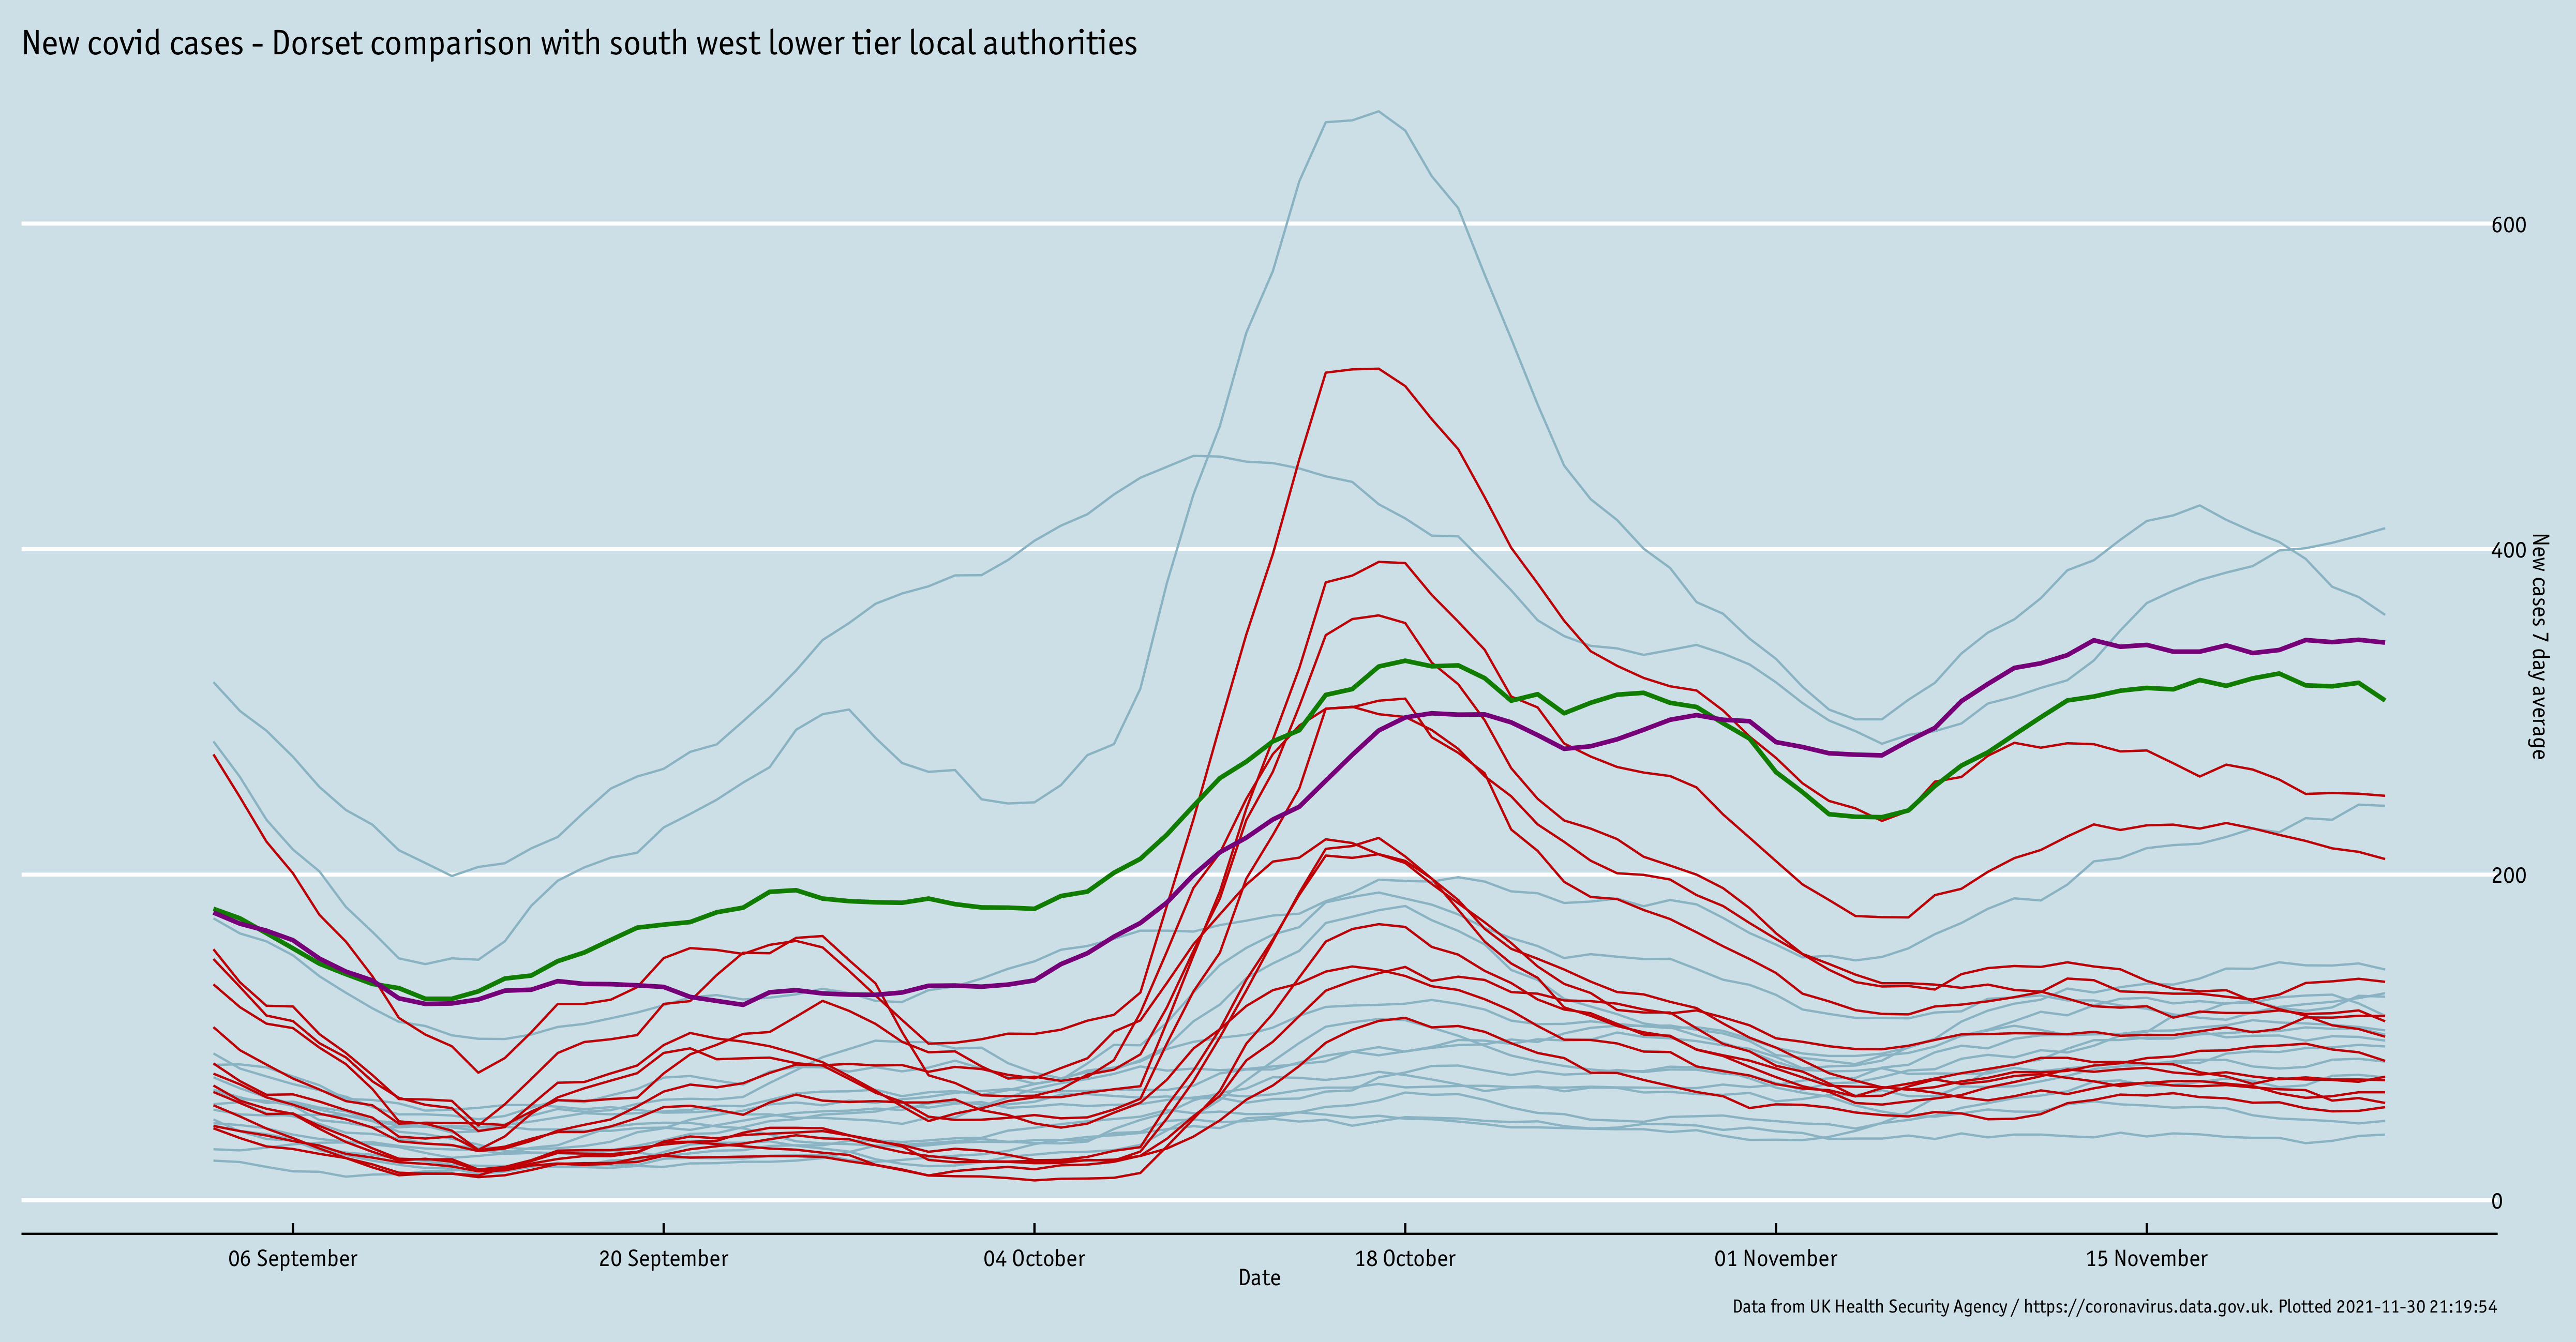 New covid cases - Dorset comparison with south west lower tier local authorities
600
400
200
0
New cases 7 day average
06 September
20 September
04 October
18 October
01 November
15 November
Date
Data from UK Health Security Agency / https://coronavirus.data.gov.uk. Plotted 2021-11-30 21:19:54